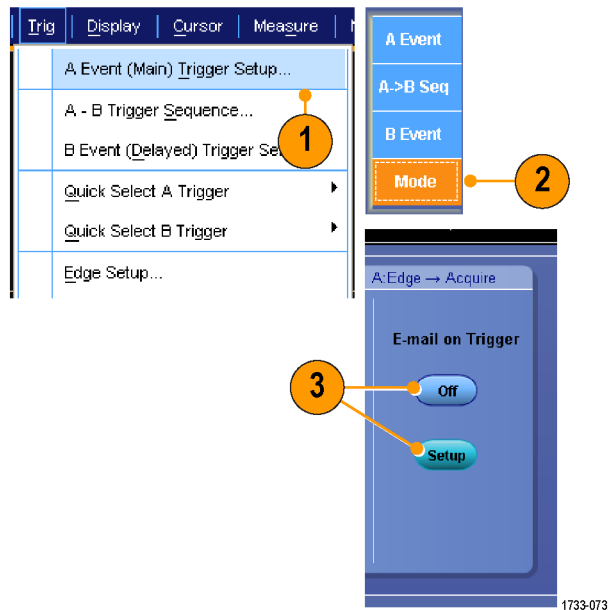 Trig Display Cursor Measure
A Event (Main) Trigger Setup...
A - B Trigger Sequence...
B Event (Delayed) Trigger
Quick Select A Trigger
Quick Select B Trigger
Edge Setup...
1
A Event
A->B Seq
B Event
Mode
2
A:Edge → Acquire
E-mail on Trigger
Off
Setup
3
1733-073